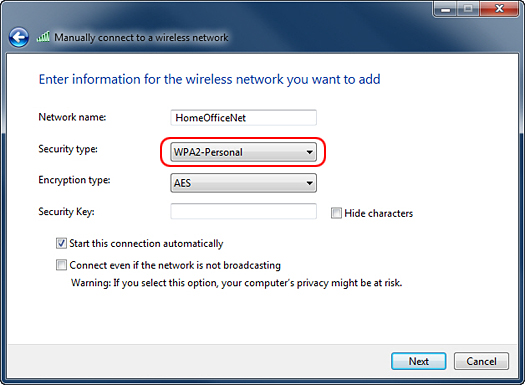 Manually connect to a wireless network
Enter information for the wireless network you want to add
Network name: HomeOfficeNet
Security type: WPA2-Personal
Encryption type: AES
Security Key: Hide characters
Start this connection automatically
Connect even if the network is not broadcasting
Warning: If you select this option, your computer's privacy might be at risk.
Next Cancel